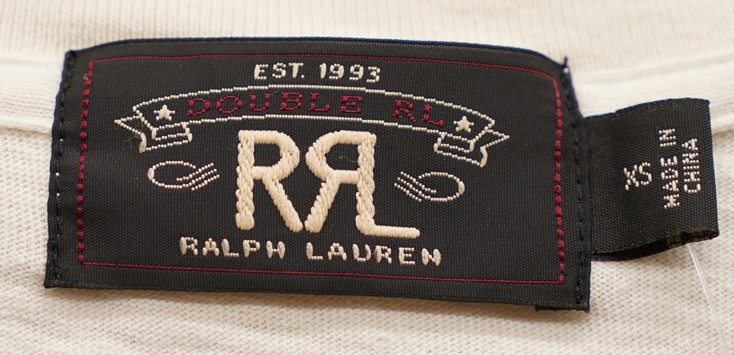 EST. 1993
DOUBLE RL
RRL
RALPH LAUREN
XS
MADE IN
CHINA